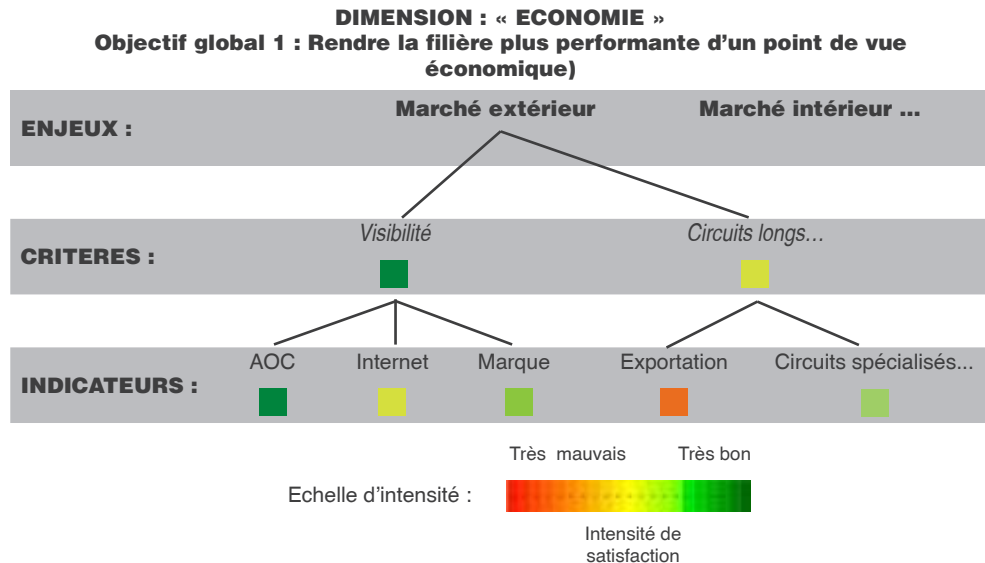 DIMENSION : « ECONOMIE »
Objectif global 1 : Rendre la filière plus performante d’un point de vue
économique)
Marché extérieur Marché intérieur ...
ENJEUX :
Visibilité Circuits longs...
CRITERES :
AOC Internet Marque Exportation Circuits spécialisés...
INDICATEURS :
Très mauvais Très bon
Echelle d’intensité :
Intensité de
satisfaction